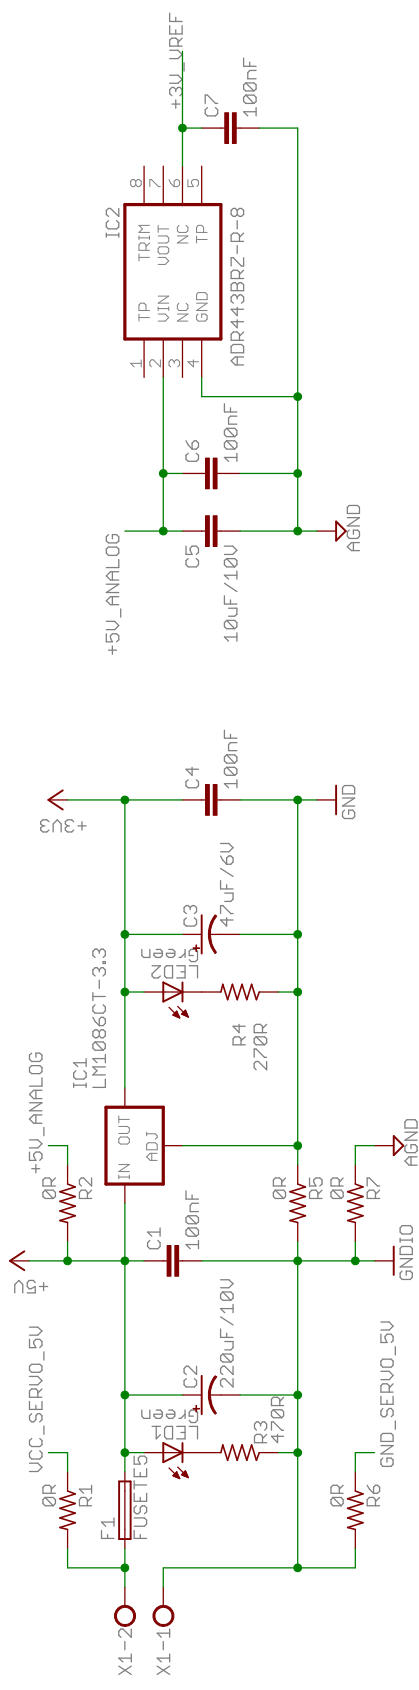 +3V_VREF
C7
100nF
IC2
8
7
6
5
TRIM
VOUT
NC
TP
TP
VIN
NC
GND
1
2
3
4
ADR443BRZ-R-8
C6
100nF
+5V_ANALOG
C5
10uF/10V
AGND
+3V3
C4
100nF
GND
C3
47uF/6V
LED2
Green
R4
270R
IC1
LM1086CT-3.3
IN
OUT
ADJ
+5V_ANALOG
0R
R2
0R
R5
0R
R7
AGND
+5V
C1
100nF
GNDIO
C2
220uF/10V
LED1
Green
R3
470R
VCC_SERVO_5V
0R
R1
F1
FUSETE5
GND_SERVO_5V
0R
R6
X1-2
X1-1